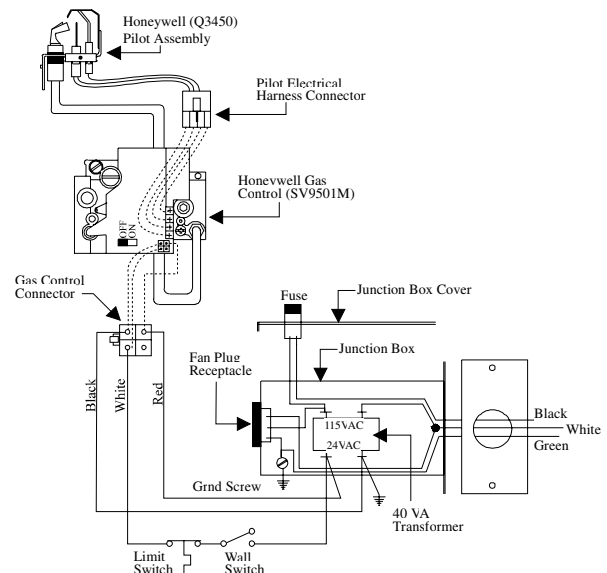 Honeywell (Q3450)
Pilot Assembly
Pilot Electrical
Harness Connector
Honeywell Gas
Control (SV9501M)
OFF
ON
Gas Control
Connector
Fuse
Junction Box Cover
Junction Box
Fan Plug
Receptacle
Black
White
Red
115VAC
24VAC
Black
White
Green
Grnd Screw
40 VA
Transformer
Limit
Switch
Wall
Switch